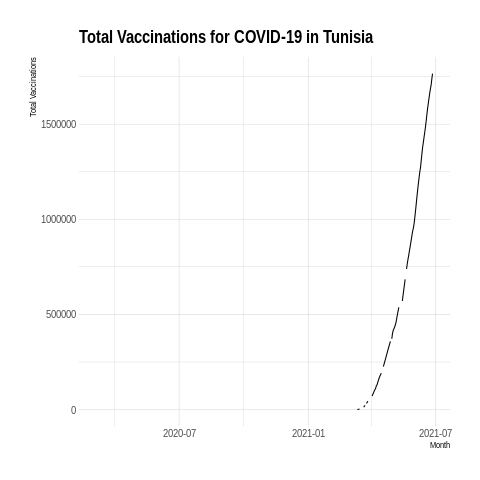 Total Vaccinations for COVID-19 in Tunisia
Total Vaccinations
1500000
1000000
500000
0
2020-07 2021-01 2021-07
Month